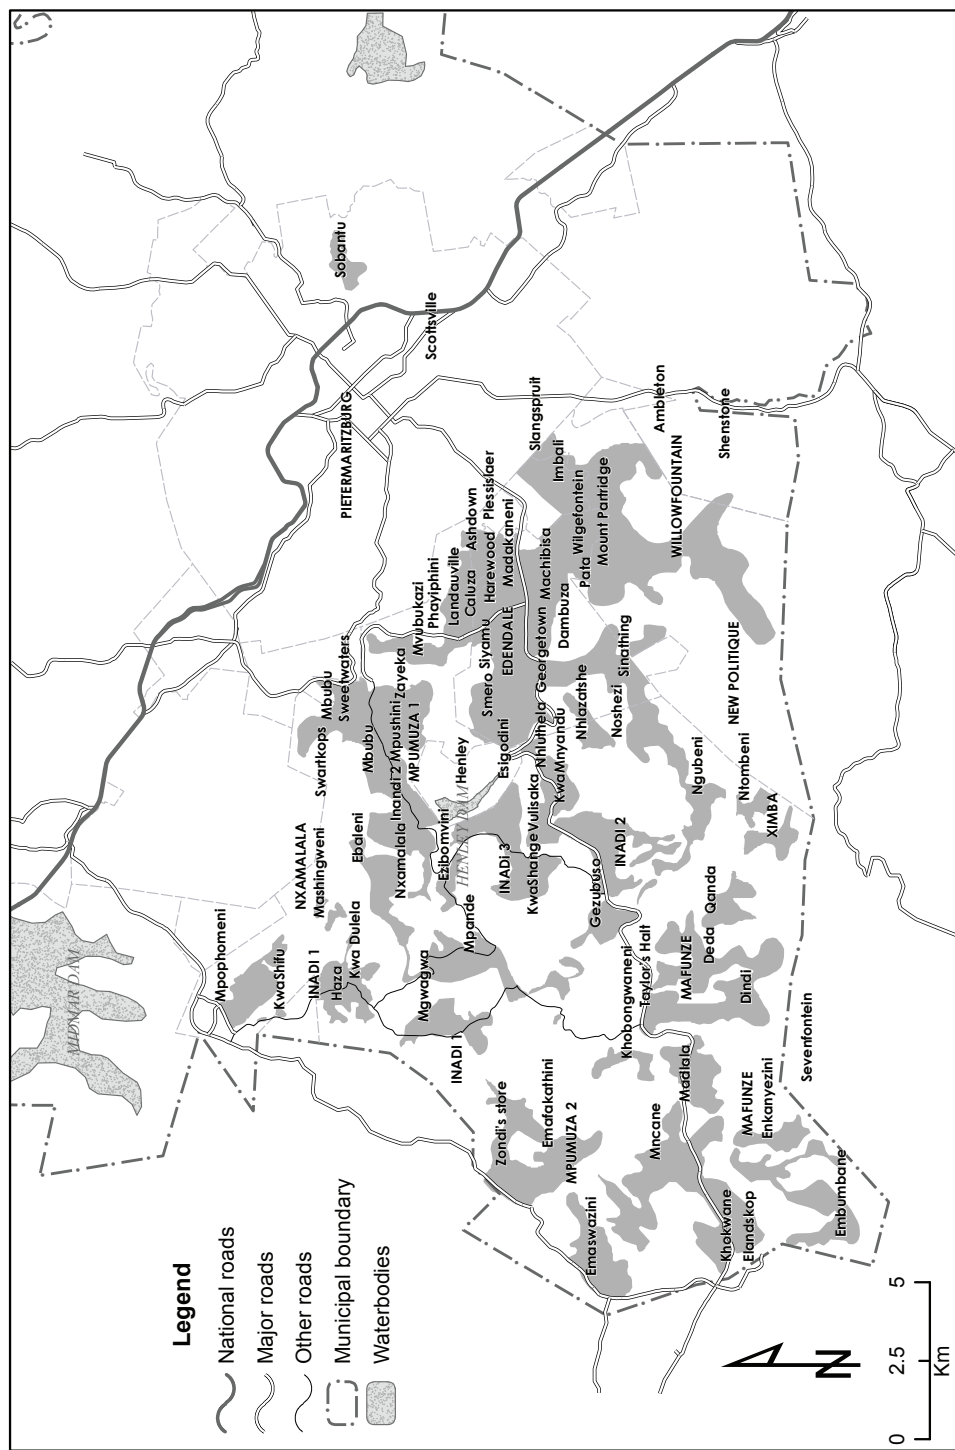 MIDMAR DAM
Mpophomeni
KwaShifu
INADI 1
Haza
Kwa Dulela
NXAMALALA
Mashingweni
Ebaleni
Swartkops
Mbubu
Sweetwaters
Mbubu
Inandi 2
Mpushini
Zayeka
MPUMUZA 1
Nxamalala
Ezibomvini
HENLEY DAM
Henley
Mgwagwa
Mpande
INADI 1
INADi 3
KwaShange
Vulisaka
Esigodini
PIETERMARITZBURG
Sobantu
Scottsville
Mvubukazi
Phayiphini
Landauville
Caluza
Ashdown
Harewood
Plessislaer
Madakaneni
Smero
Siyamu
EDENDALE
Georgetown
Machibisa
Dambuza
Nhluthela
KwaMnyandu
Nhlazatshe
Noshezi
Sinathing
Slangspruit
Imbali
Wilgefontein
Pata
Mount Partridge
Ambleton
WILLOWFOUNTAIN
Shenstone
NEW POLITIQUE
Ngubeni
Ntombeni
XIMBA
INADI 2
Gezubuso
Qanda
Deda
MAFUNZE
Dindi
Taylor's Halt
Khobongwaneni
Zondi's store
Emafakathini
MPUMUZA 2
Emaswazini
Mncane
Madlala
MAFUNZE
Enkanyezini
Sevenfontein
Khokwane
Elandskop
Embumbane
Legend
National roads
Major roads
Other roads
Municipal boundary
Waterbodies
N
0 2.5 5
Km